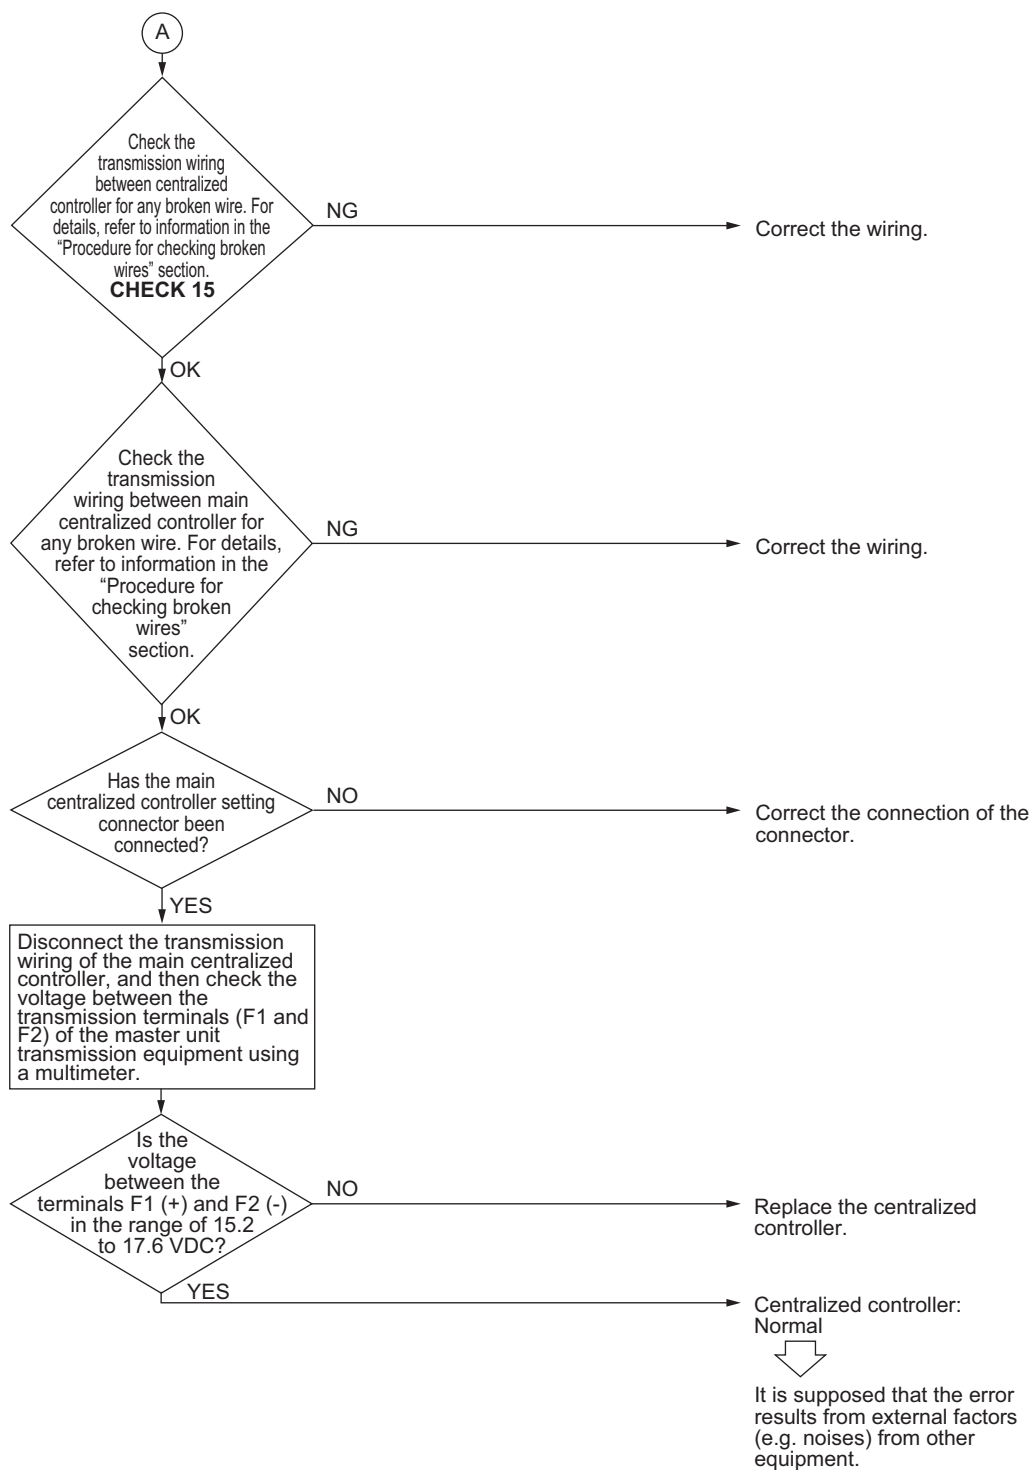 A
Check the
transmission wiring
between centralized
controller for any broken wire. For
details, refer to information in the
“Procedure for checking broken
wires” section.
CHECK 15
NG
Correct the wiring.
OK
Check the
transmission
wiring between main
centralized controller for
any broken wire. For details,
refer to information in the
“Procedure for
checking broken
wires”
section.
NG
Correct the wiring.
OK
Has the main
centralized controller setting
connector been
connected?
NO
Correct the connection of the
connector.
YES
Disconnect the transmission
wiring of the main centralized
controller, and then check the
voltage between the
transmission terminals (F1 and
F2) of the master unit
transmission equipment using
a multimeter.
Is the
voltage
between the
terminals F1 (+) and F2 (-)
in the range of 15.2
to 17.6 VDC?
NO
Replace the centralized
controller.
YES
Centralized controller:
Normal
It is supposed that the error
results from external factors
(e.g. noises) from other
equipment.